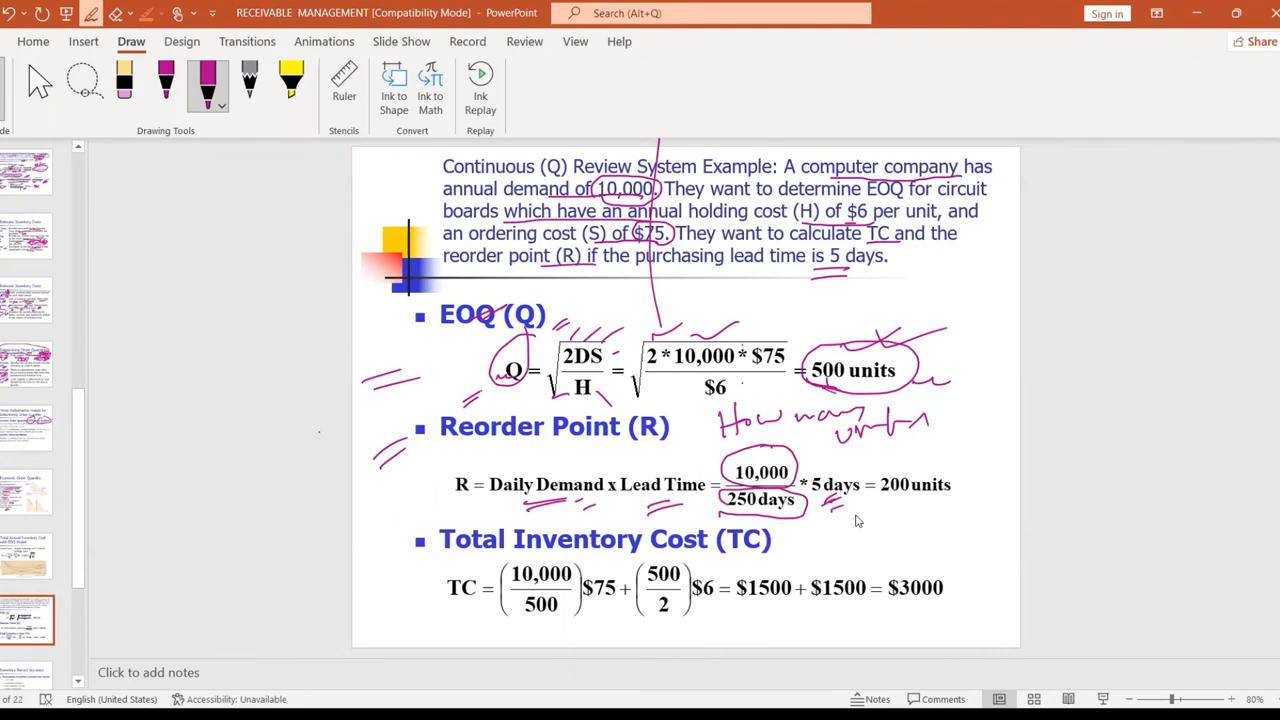 RECEIVABLE MANAGEMENT [Compatibility Mode] - PowerPoint
Search (Alt+Q)
Sign in
Home Insert Draw Design Transitions Animations Slide Show Record Review View Help
Share
Ruler
Ink to Shape
Ink to Math
Ink Replay
Drawing Tools Stencils Convert Replay
Continuous (Q) Review System Example: A computer company has
annual demand of 10,000. They want to determine EOQ for circuit
boards which have an annual holding cost (H) of $6 per unit, and
an ordering cost (S) of $75. They want to calculate TC and the
reorder point (R) if the purchasing lead time is 5 days.
EOQ (Q)
Q = √ 2DS / H = √ 2 * 10,000 * $75 / $6 = 500 units
How many
Reorder Point (R)
R = Daily Demand x Lead Time = 10,000 / 250 days * 5 days = 200 units
Total Inventory Cost (TC)
TC = (10,000 / 500) $75 + (500 / 2) $6 = $1500 + $1500 = $3000
Click to add notes
of 22 English (United States) Accessibility: Unavailable Notes Comments 80%